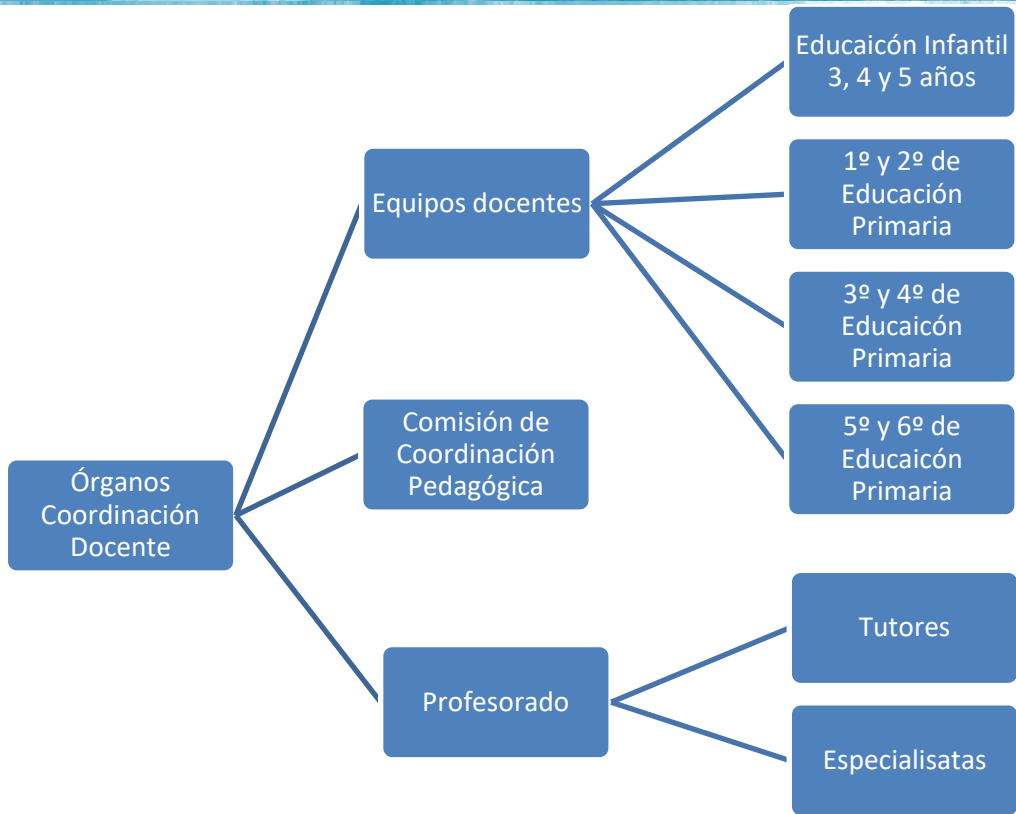 Educaicón Infantil
3, 4 y 5 años
1º y 2º de
Educación
Primaria
Equipos docentes
3º y 4º de
Educaicón
Primaria
5º y 6º de
Educaicón
Primaria
Comisión de
Coordinación
Pedagógica
Órganos
Coordinación
Docente
Tutores
Profesorado
Especialisatas